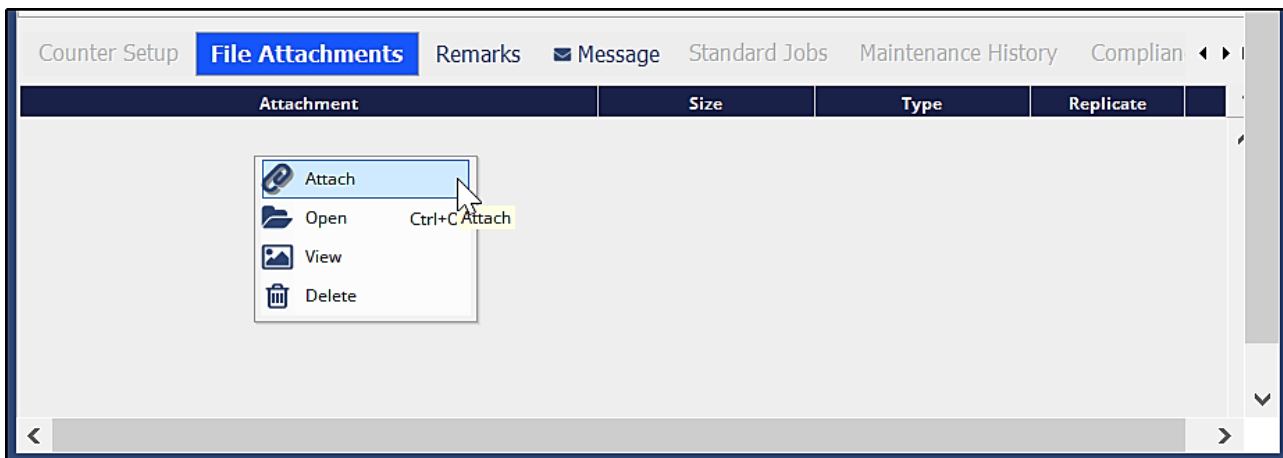 Counter Setup File Attachments Remarks Message Standard Jobs Maintenance History Complian
Attachment Size Type Replicate
Attach
Open Ctrl+O Attach
View
Delete